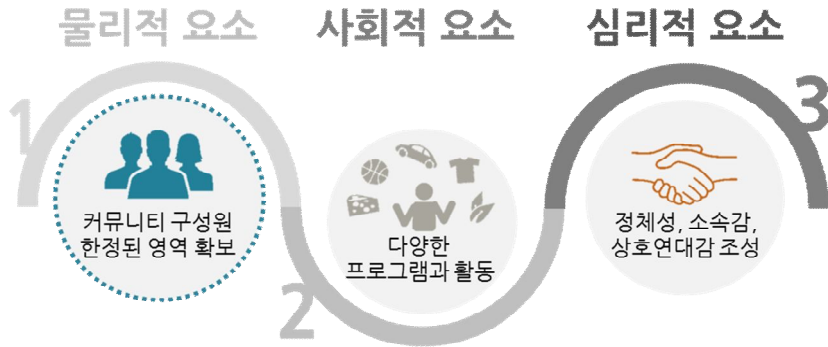 물리적 요소
사회적 요소
심리적 요소
1
커뮤니티 구성원
한정된 영역 확보
2
다양한
프로그램과 활동
3
정체성, 소속감,
상호연대감 조성